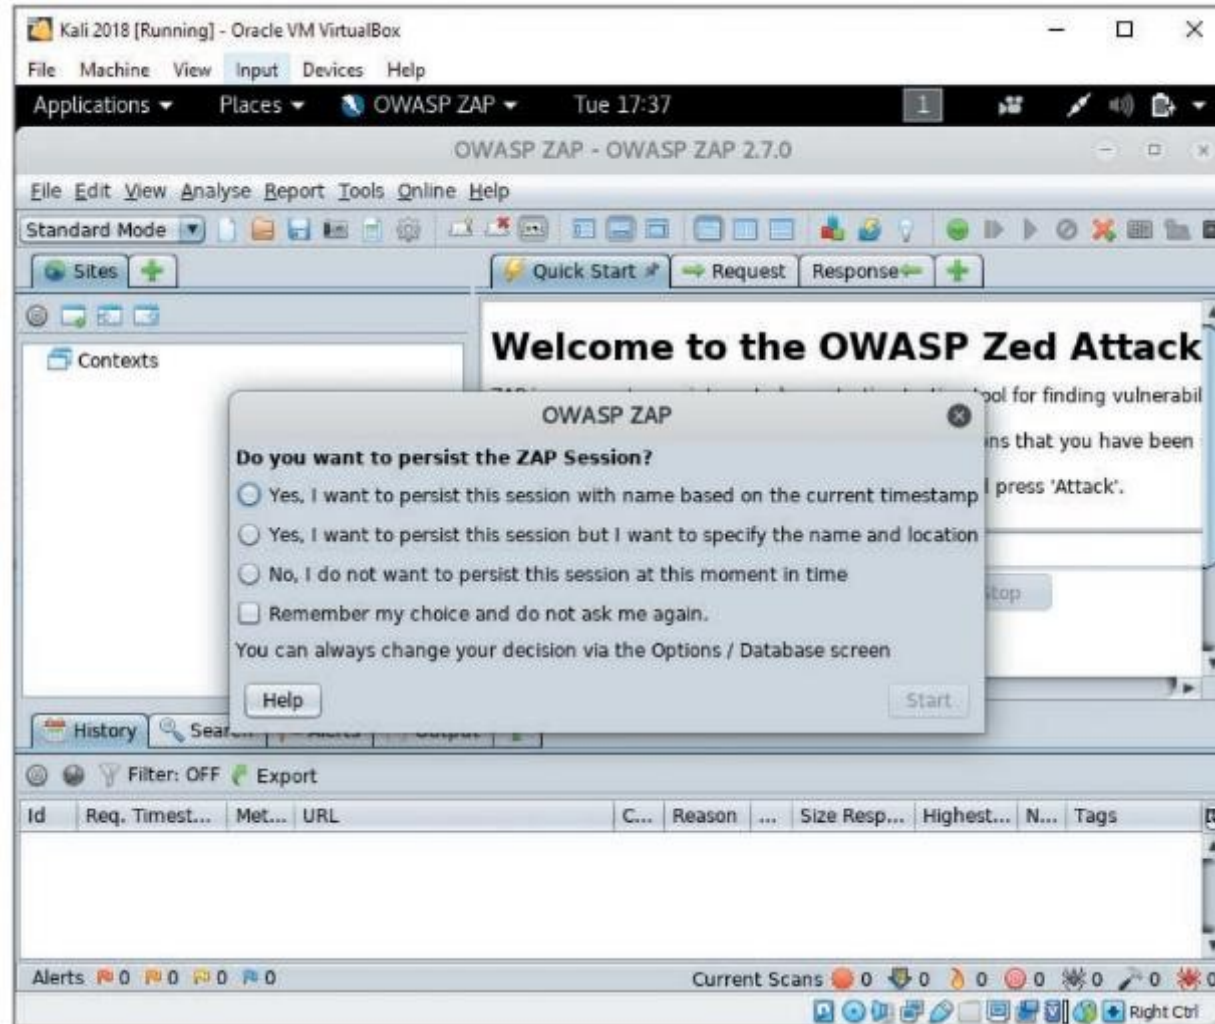 Kali 2018 [Running] - Oracle VM VirtualBox
File Machine View Input Devices Help
Applications Places OWASP ZAP Tue 17:37 1
OWASP ZAP - OWASP ZAP 2.7.0
File Edit View Analyse Report Tools Online Help
Standard Mode
Sites
Quick Start Request Response
Contexts
Welcome to the OWASP Zed Attack
tool for finding vulnerabil
ns that you have been
press 'Attack'.
Stop
OWASP ZAP
Do you want to persist the ZAP Session?
Yes, I want to persist this session with name based on the current timestamp
Yes, I want to persist this session but I want to specify the name and location
No, I do not want to persist this session at this moment in time
Remember my choice and do not ask me again.
You can always change your decision via the Options / Database screen
Help Start
History Search Alerts Output
Filter: OFF Export
Id Req. Timest... Met... URL C... Reason ... Size Resp... Highest... N... Tags
Alerts 0 0 0 0 Current Scans 0 0 0 0 0 0 0
Right Ctrl